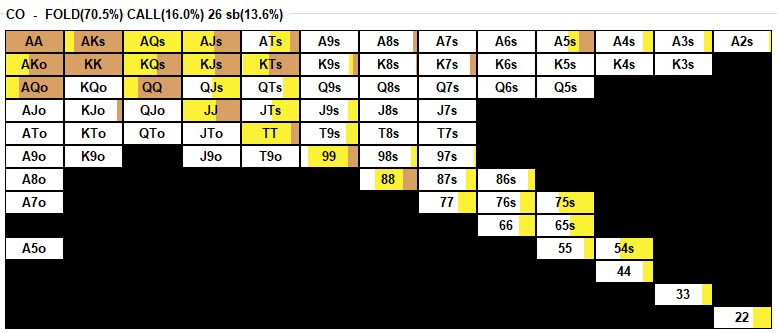 CO - FOLD(70.5%) CALL(16.0%) 26 sb(13.6%)
AA AKs AQs AJs ATs A9s A8s A7s A6s A5s A4s A3s A2s
AKo KK KQs KJs KTs K9s K8s K7s K6s K5s K4s K3s
AQo KQo QQ QJs QTs Q9s Q8s Q7s Q6s Q5s
AJo KJo QJo JJ JTs J9s J8s J7s
ATo KTo QTo JTo TT T9s T8s T7s
A9o K9o J9o T9o 99 98s 97s
A8o 88 87s 86s
A7o 77 76s 75s
66 65s
A5o 55 54s
44
33
22